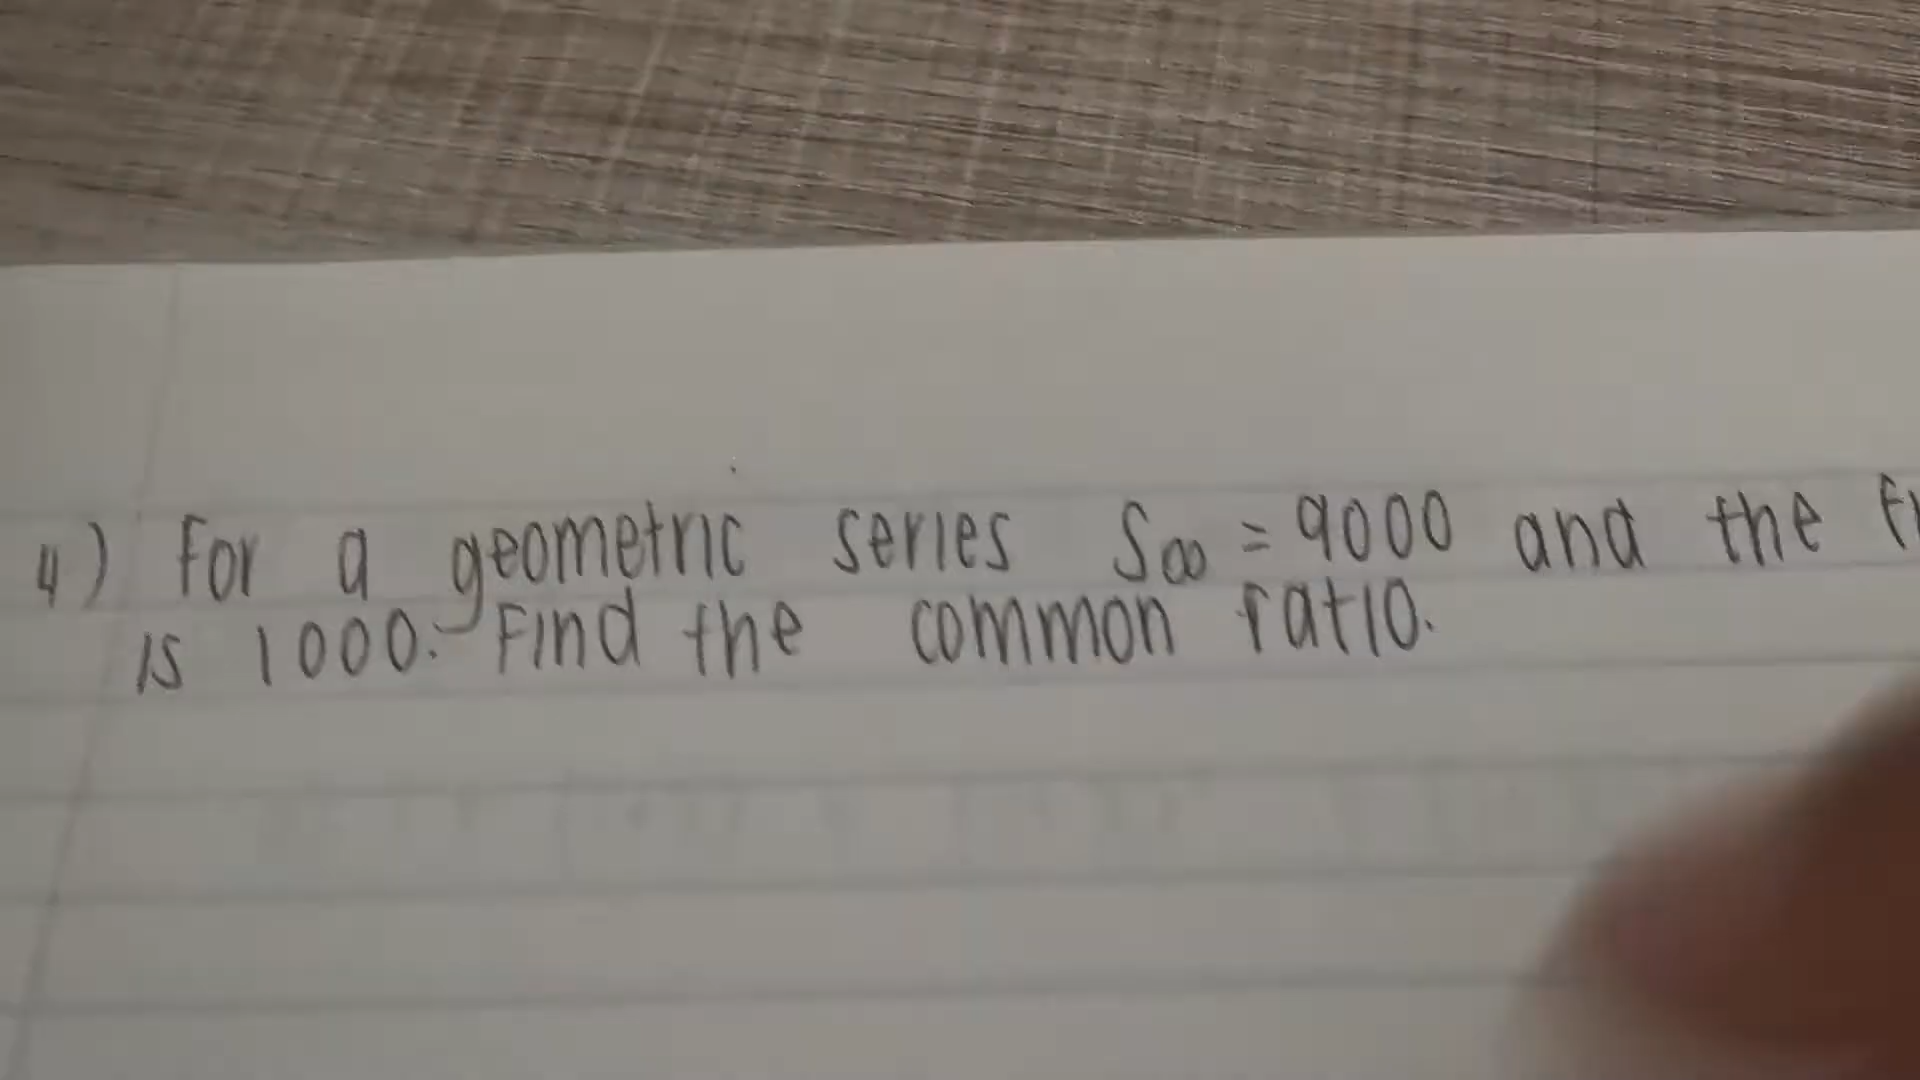 4) For a geometric series S∞ = 9000 and the
is 1000. Find the common ratio.